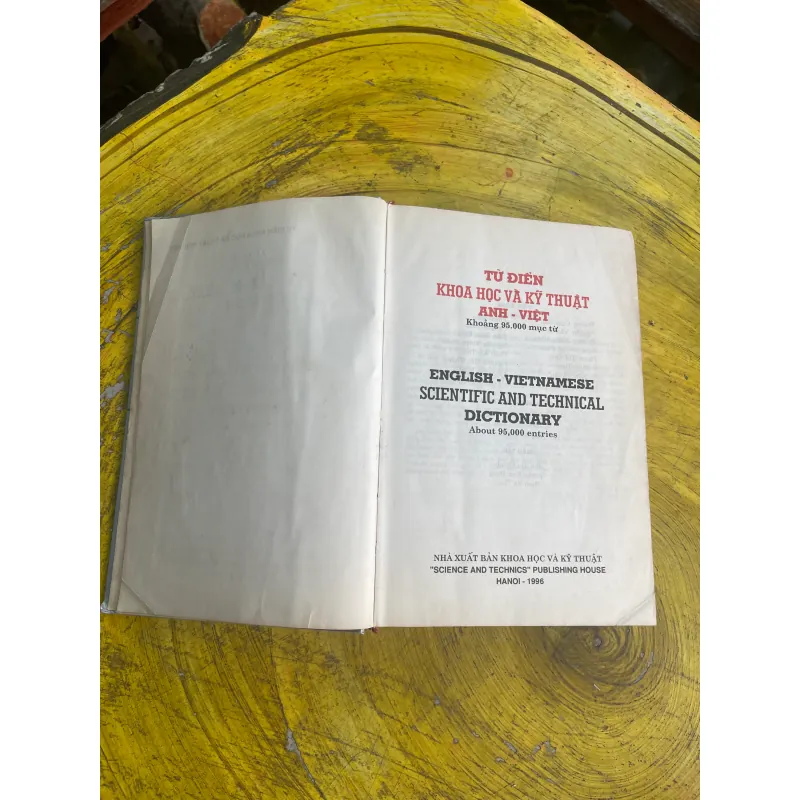 TỪ ĐIỂN
KHOA HỌC VÀ KỸ THUẬT
ANH - VIỆT
Khoảng 95.000 mục từ
ENGLISH - VIETNAMESE
SCIENTIFIC AND TECHNICAL
DICTIONARY
About 95,000 entries
NHÀ XUẤT BẢN KHOA HỌC VÀ KỸ THUẬT
"SCIENCE AND TECHNICS" PUBLISHING HOUSE
HANOI - 1996